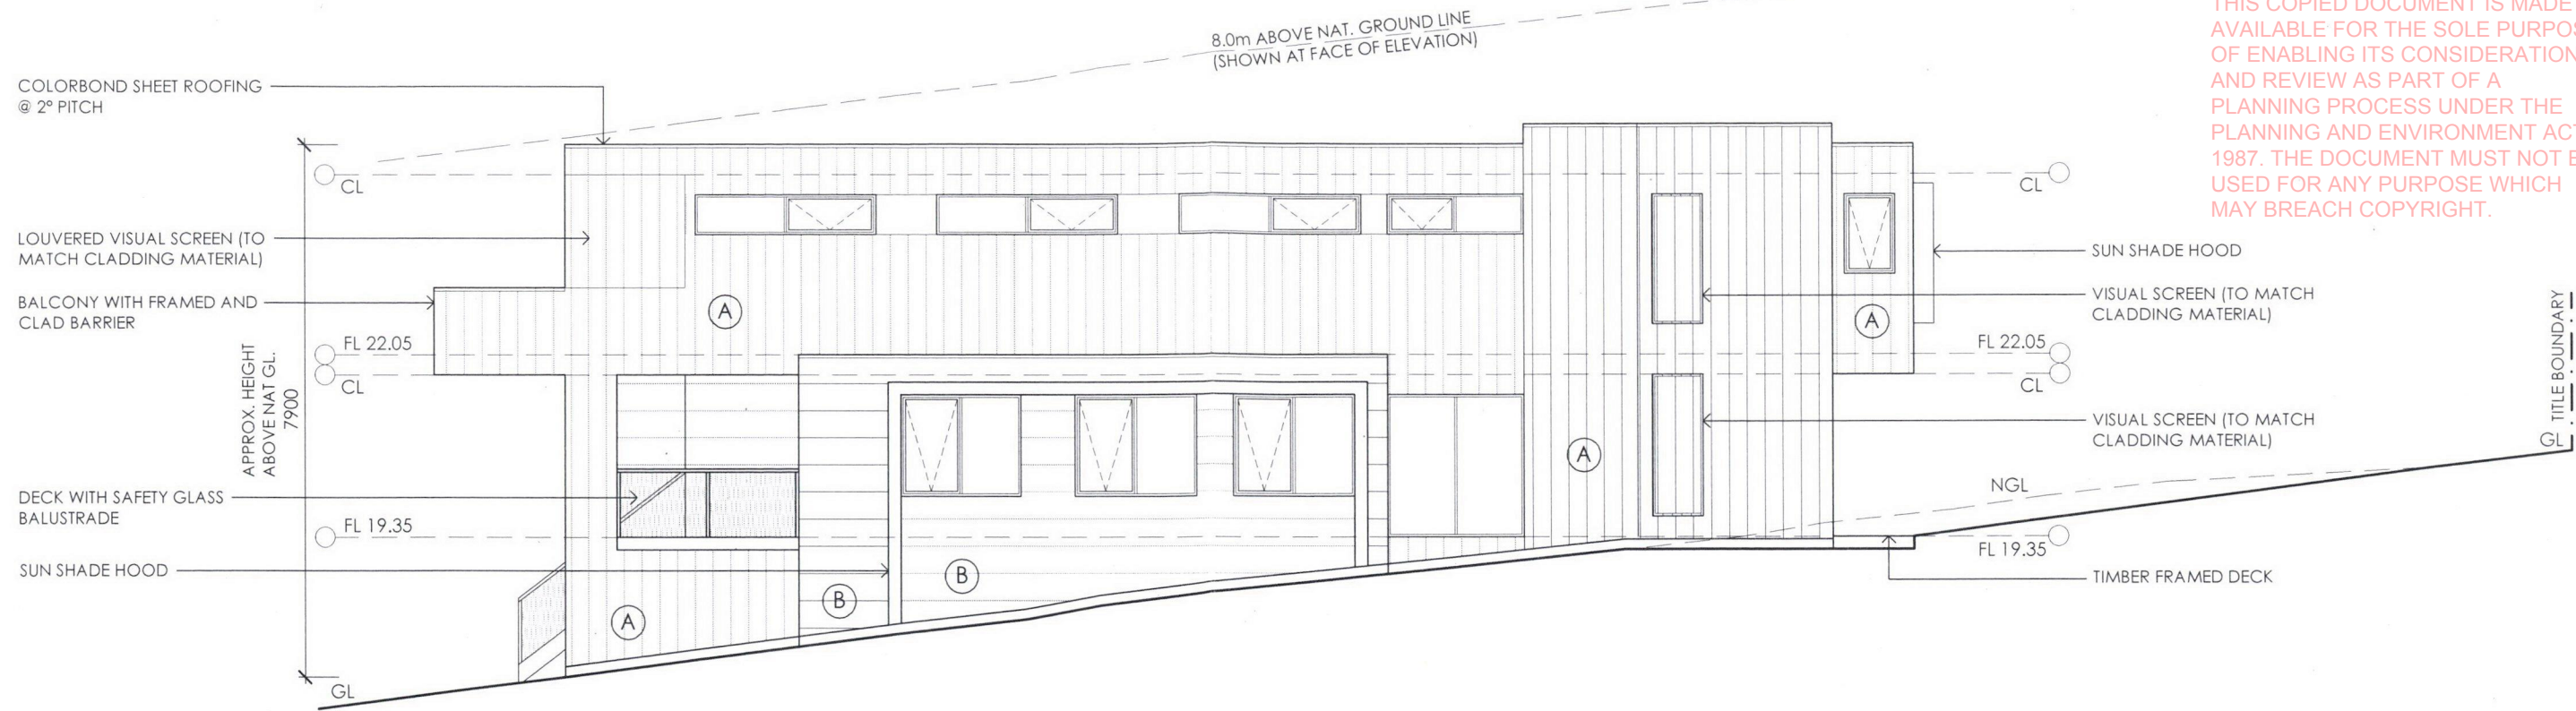 THIS COPIED DOCUMENT IS MADE
AVAILABLE FOR THE SOLE
OF ENABLING ITS CONSIDERATION
AND REVIEW AS PART OF A
PLANNING PROCESS UNDER THE
PLANNING AND ENVIRONMENT
1987. THE DOCUMENT MUST NOT
USED FOR ANY PURPOSE WHICH
MAY BREACH COPYRIGHT.
8.0m ABOVE NAT. GROUND LINE
(SHOWN AT FACE OF ELEVATION)
COLORBOND SHEET ROOFING
@ 2º PITCH
CL
CL
LOUVERED VISUAL SCREEN (TO
MATCH CLADDING MATERIAL)
SUN SHADE HOOD
BALCONY WITH FRAMED AND
CLAD BARRIER
VISUAL SCREEN (TO MATCH
CLADDING MATERIAL)
A
A
TITLE BOUNDARY
FL 22.05
FL 22.05
CL
CL
APPROX. HEIGHT
ABOVE NAT GL.
7900
VISUAL SCREEN (TO MATCH
CLADDING MATERIAL)
GL
A
DECK WITH SAFETY GLASS
BALUSTRADE
NGL
FL 19.35
FL 19.35
SUN SHADE HOOD
B
B
TIMBER FRAMED DECK
A
GL